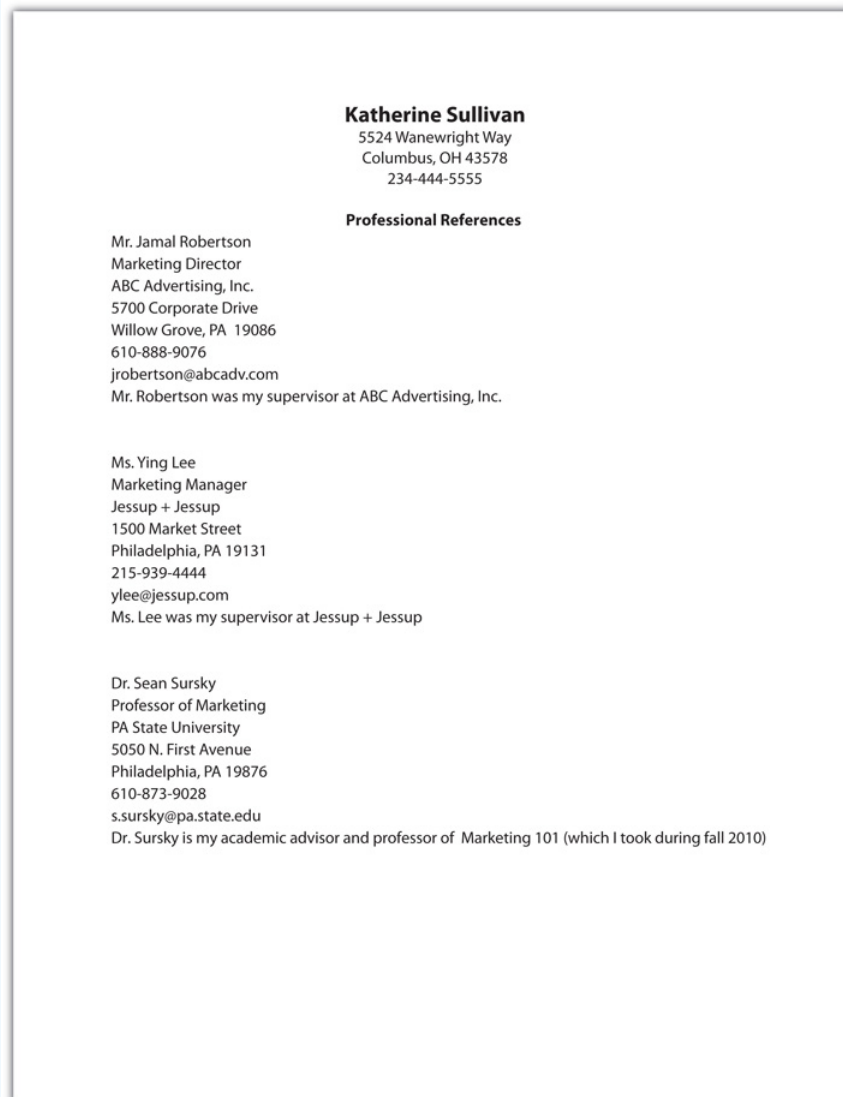 Katherine Sullivan
5524 Wanewright Way
Columbus, OH 43578
234-444-5555
Professional References
Mr. Jamal Robertson
Marketing Director
ABC Advertising, Inc.
5700 Corporate Drive
Willow Grove, PA  19086
610-888-9076
jrobertson@abcadv.com
Mr. Robertson was my supervisor at ABC Advertising, Inc.
Ms. Ying Lee
Marketing Manager
Jessup + Jessup
1500 Market Street
Philadelphia, PA 19131
215-939-4444
ylee@jessup.com
Ms. Lee was my supervisor at Jessup + Jessup
Dr. Sean Sursky
Professor of Marketing
PA State University
5050 N. First Avenue
Philadelphia, PA 19876
610-873-9028
s.sursky@pa.state.edu
Dr. Sursky is my academic advisor and professor of  Marketing 101 (which I took during fall 2010)